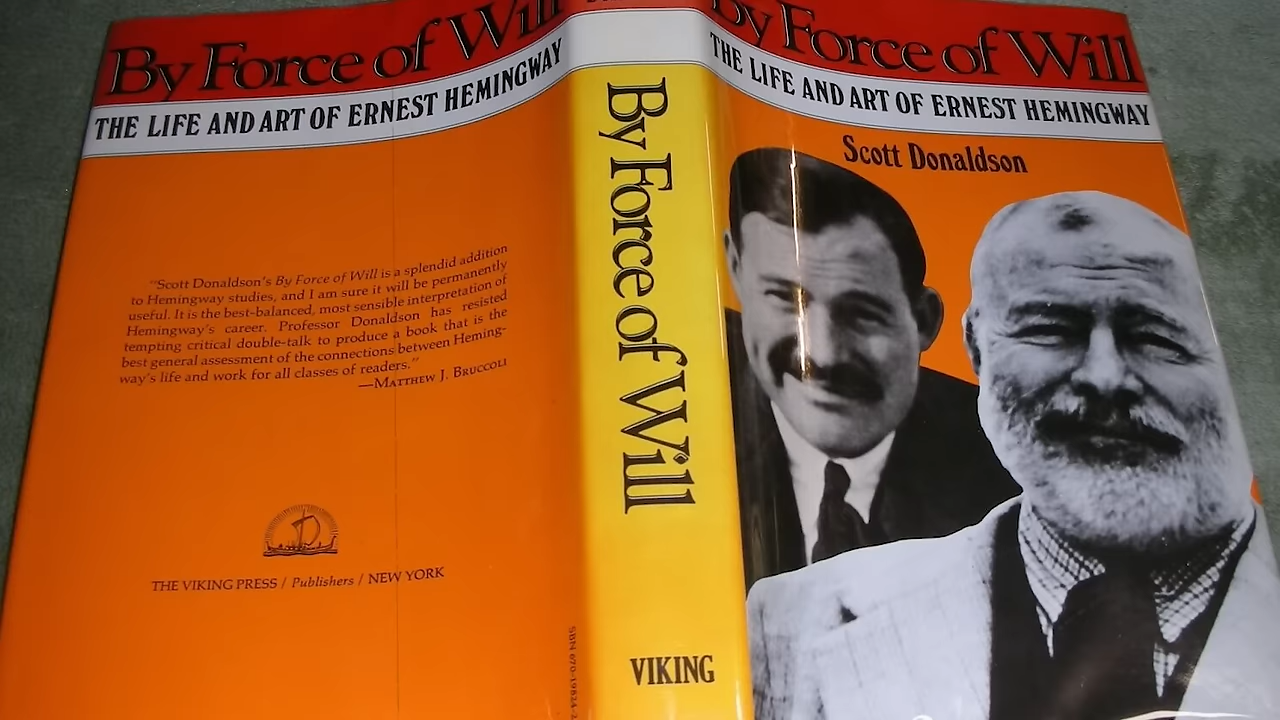 By Force of Will
THE LIFE AND ART OF ERNEST HEMINGWAY
"Scott Donaldson's By Force of Will is a splendid addition
to Hemingway studies, and I am sure it will be permanently
useful. It is the best-balanced, most sensible interpretation of
Hemingway's career. Professor Donaldson has resisted
tempting critical double-talk to produce a book that is the
best general assessment of the connections between Heming-
way's life and work for all classes of readers."
—MATTHEW J. BRUCCOLI
THE VIKING PRESS / Publishers / NEW YORK
SBN 670-19824-
By Force of Will
VIKING
By Force of Will
THE LIFE AND ART OF ERNEST HEMINGWAY
Scott Donaldson